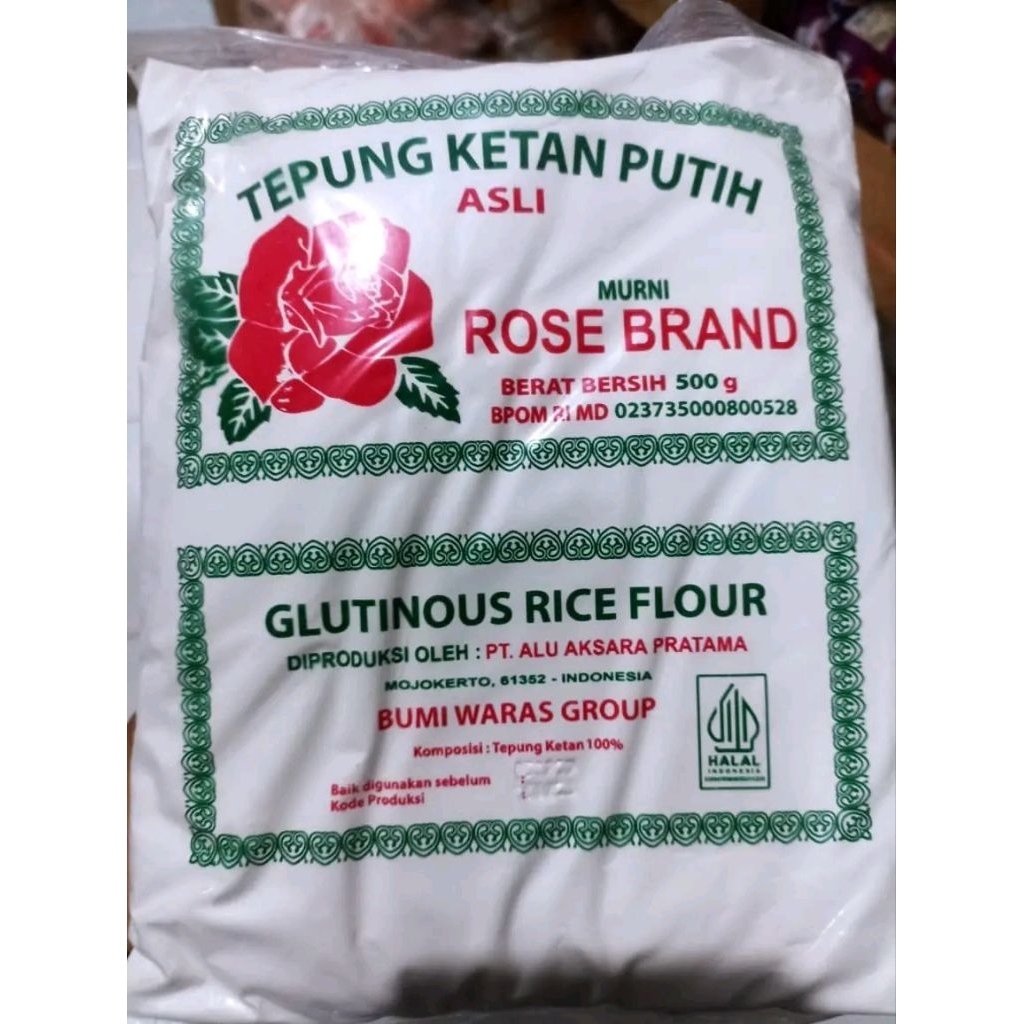 TEPUNG KETAN PUTIH
ASLI
MURNI
ROSE BRAND
BERAT BERSIH 500 g
BPOM RI MD 023735000800528
GLUTINOUS RICE FLOUR
DIPRODUKSI OLEH : PT. ALU AKSARA PRATAMA
MOJOKERTO, 61352 - INDONESIA
BUMI WARAS GROUP
Komposisi : Tepung Ketan 100%
HALAL
INDONESIA
Baik digunakan sebelum
Kode Produksi